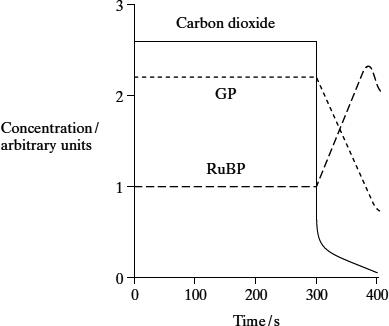 3
Carbon dioxide
2
GP
Concentration/
arbitrary units
RuBP
1
0
0 100 200 300 400
Time/s